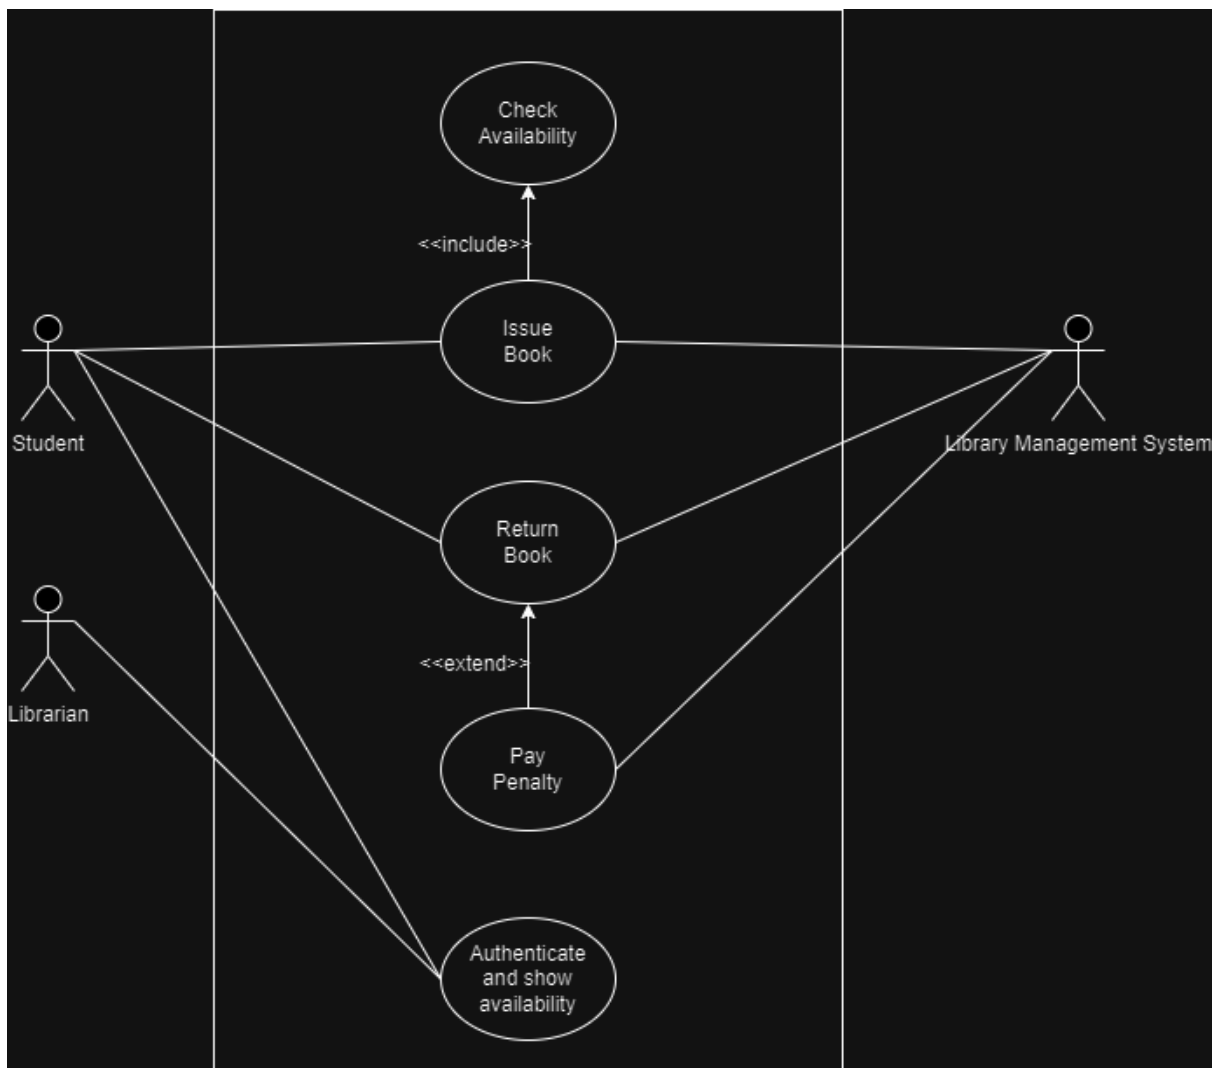 Check
Availability
<<include>>
Issue
Book
Student
Library Management System
Return
Book
Librarian
<<extend>>
Pay
Penalty
Authenticate
and show
availability